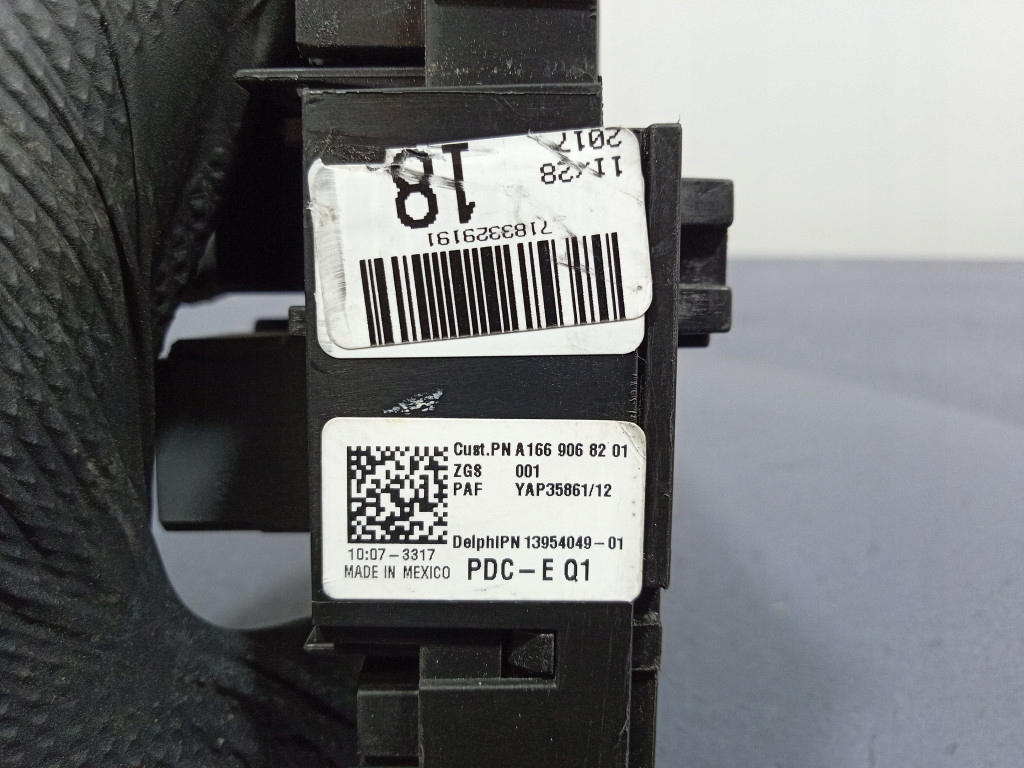 18
11/28
2017
7183329191
Cust.PN A166 906 82 01
ZGS 001
PAF YAP35861/12
DelphiPN 13954049-01
10:07-3317
MADE IN MEXICO
PDC-E Q1